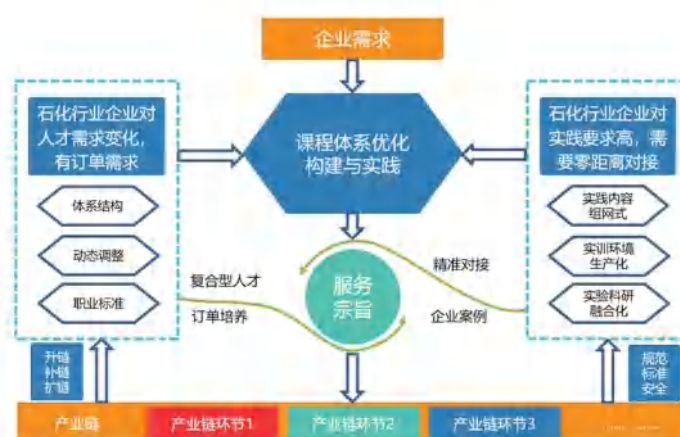 企业需求
石化行业企业对
人才需求变化，
有订单需求
体系结构
动态调整
职业标准
课程体系优化
构建与实践
石化行业企业对
实践要求高，需
要零距离对接
实践内容
组网式
实训环境
生产化
实验科研
融合化
复合型人才
订单培养
服务
宗旨
精准对接
企业案例
升链
补链
扩链
规范
标准
安全
产业链
产业链环节1
产业链环节2
产业链环节3
……